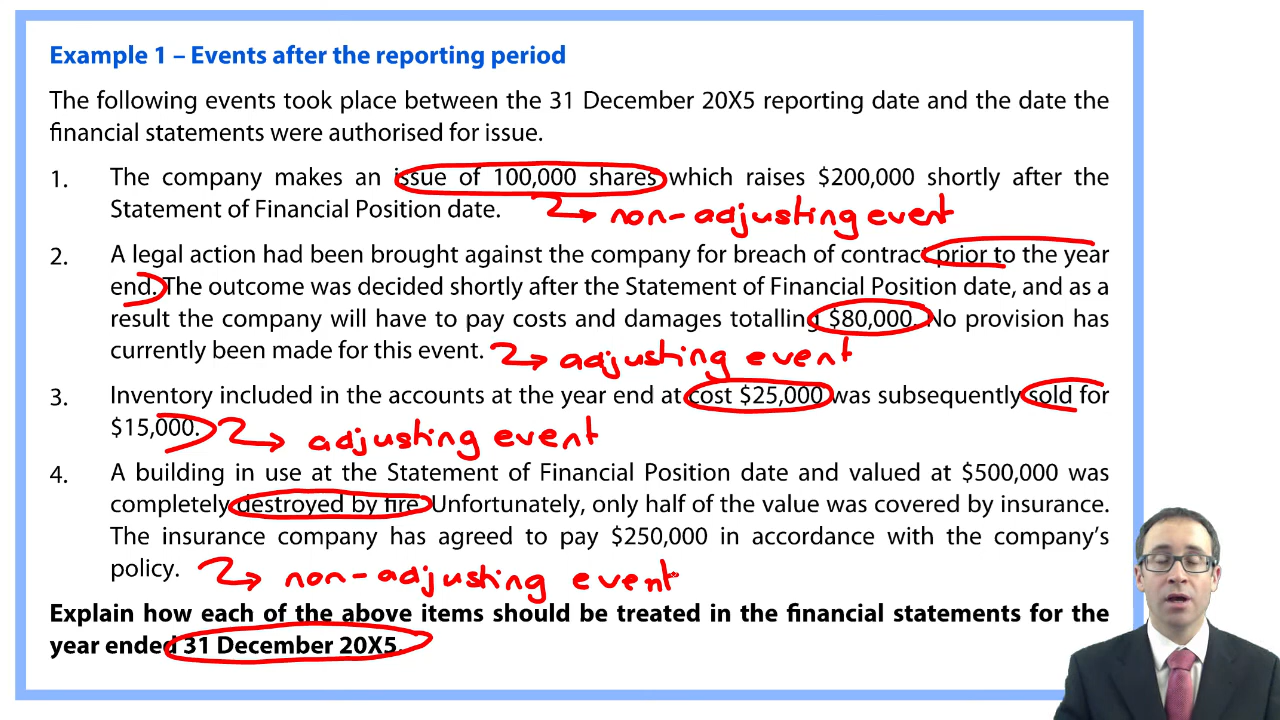 Example 1 – Events after the reporting period
The following events took place between the 31 December 20X5 reporting date and the date the
financial statements were authorised for issue.
1. The company makes an issue of 100,000 shares which raises $200,000 shortly after the
Statement of Financial Position date.
non-adjusting event
2. A legal action had been brought against the company for breach of contract prior to the year
end. The outcome was decided shortly after the Statement of Financial Position date, and as a
result the company will have to pay costs and damages totalling $80,000. No provision has
currently been made for this event.
adjusting event
3. Inventory included in the accounts at the year end at cost $25,000 was subsequently sold for
$15,000.
adjusting event
4. A building in use at the Statement of Financial Position date and valued at $500,000 was
completely destroyed by fire. Unfortunately, only half of the value was covered by insurance.
The insurance company has agreed to pay $250,000 in accordance with the company's
policy.
non-adjusting event
Explain how each of the above items should be treated in the financial statements for the
year ended 31 December 20X5.